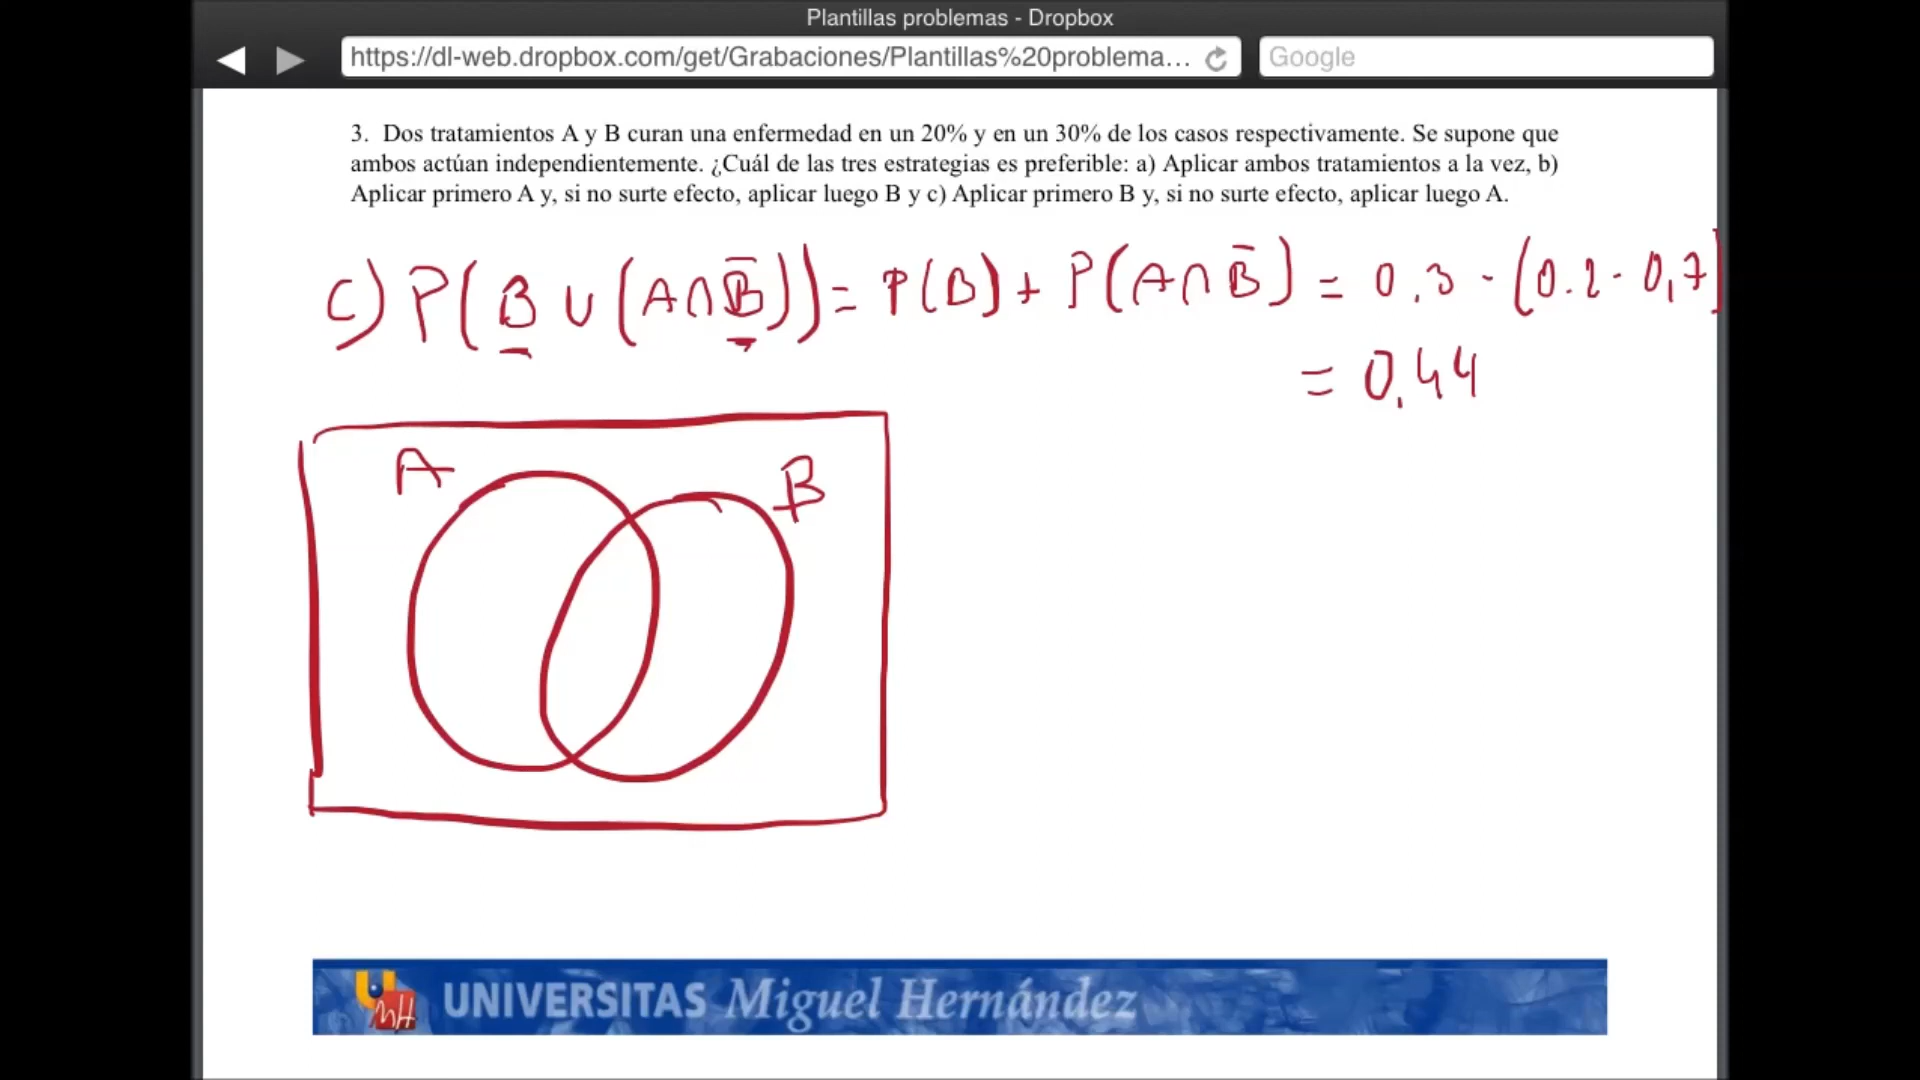 Plantillas problemas - Dropbox
https://dl-web.dropbox.com/get/Grabaciones/Plantillas%20problema...
Google
3. Dos tratamientos A y B curan una enfermedad en un 20% y en un 30% de los casos respectivamente. Se supone que
ambos actúan independientemente. ¿Cuál de las tres estrategias es preferible: a) Aplicar ambos tratamientos a la vez, b)
Aplicar primero A y, si no surte efecto, aplicar luego B y c) Aplicar primero B y, si no surte efecto, aplicar luego A.
c) P(B ∪ (A∩B̄)) = P(B) + P(A∩B̄) = 0.3 - (0.2 · 0,7)
= 0.44
A
B
UMH
UNIVERSITAS Miguel Hernández